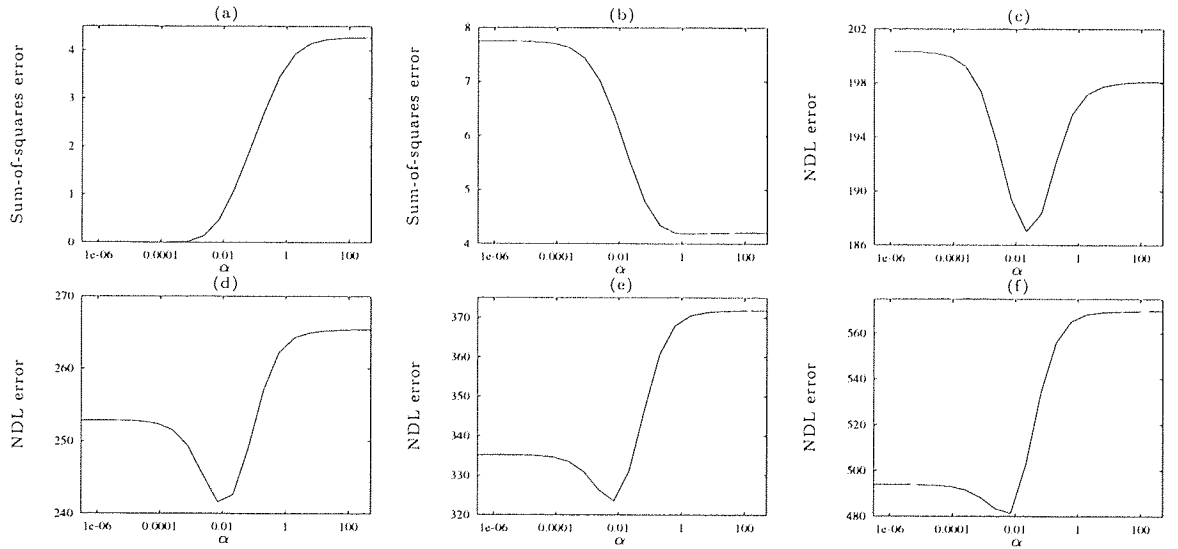 (a)
Sum-of-squares error
4
3
2
1
0
1e-06 0.0001 0.01 1 100
α
(b)
Sum-of-squares error
8
7
6
5
4
1e-06 0.0001 0.01 1 100
α
(c)
NDL error
202
198
194
190
186
1e-06 0.0001 0.01 1 100
α
(d)
NDL error
270
260
250
240
1e-06 0.0001 0.01 1 100
α
(e)
NDL error
370
360
350
340
330
320
1e-06 0.0001 0.01 1 100
α
(f)
NDL error
560
540
520
500
480
1e-06 0.0001 0.01 1 100
α